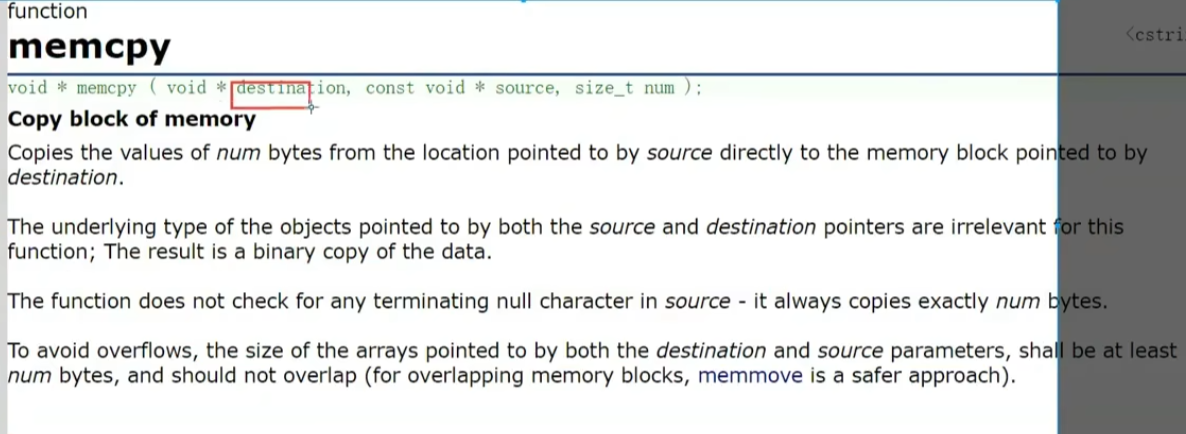 function
memcpy
<cstri
void * memcpy ( void * destination, const void * source, size_t num );
Copy block of memory
Copies the values of num bytes from the location pointed to by source directly to the memory block pointed to by
destination.
The underlying type of the objects pointed to by both the source and destination pointers are irrelevant for this
function; The result is a binary copy of the data.
The function does not check for any terminating null character in source - it always copies exactly num bytes.
To avoid overflows, the size of the arrays pointed to by both the destination and source parameters, shall be at least
num bytes, and should not overlap (for overlapping memory blocks, memmove is a safer approach).